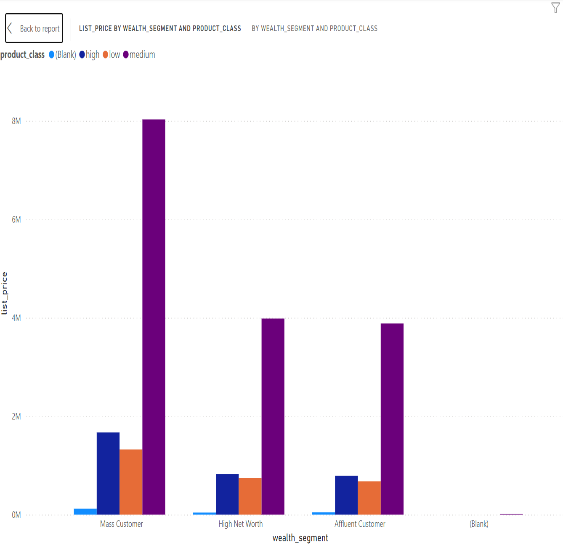 Back to report
LIST_PRICE BY WEALTH_SEGMENT AND PRODUCT_CLASS
BY WEALTH_SEGMENT AND PRODUCT_CLASS
product_class (Blank) high low medium
8M
6M
4M
2M
0M
list_price
Mass Customer
High Net Worth
Affluent Customer
(Blank)
wealth_segment